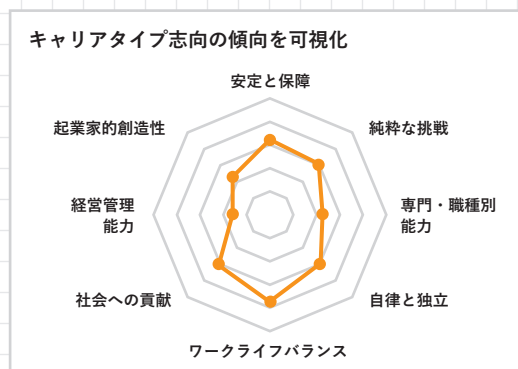 キャリアタイプ志向の傾向を可視化
安定と保障
起業家的創造性
純粋な挑戦
経営管理
能力
専門・職種別
能力
社会への貢献
自律と独立
ワークライフバランス